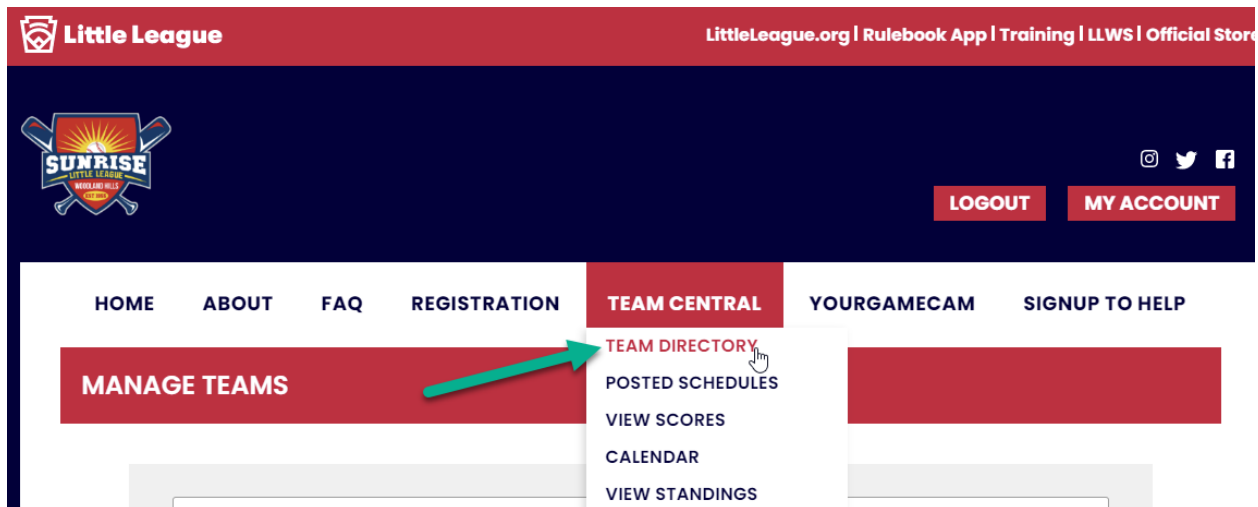 Little League
LittleLeague.org | Rulebook App | Training | LLWS | Official Store
SUNRISE
LITTLE LEAGUE
WOODLAND HILLS
LOGOUT MY ACCOUNT
HOME ABOUT FAQ REGISTRATION TEAM CENTRAL YOURGAMECAM SIGNUP TO HELP
TEAM DIRECTORY
MANAGE TEAMS
POSTED SCHEDULES
VIEW SCORES
CALENDAR
VIEW STANDINGS